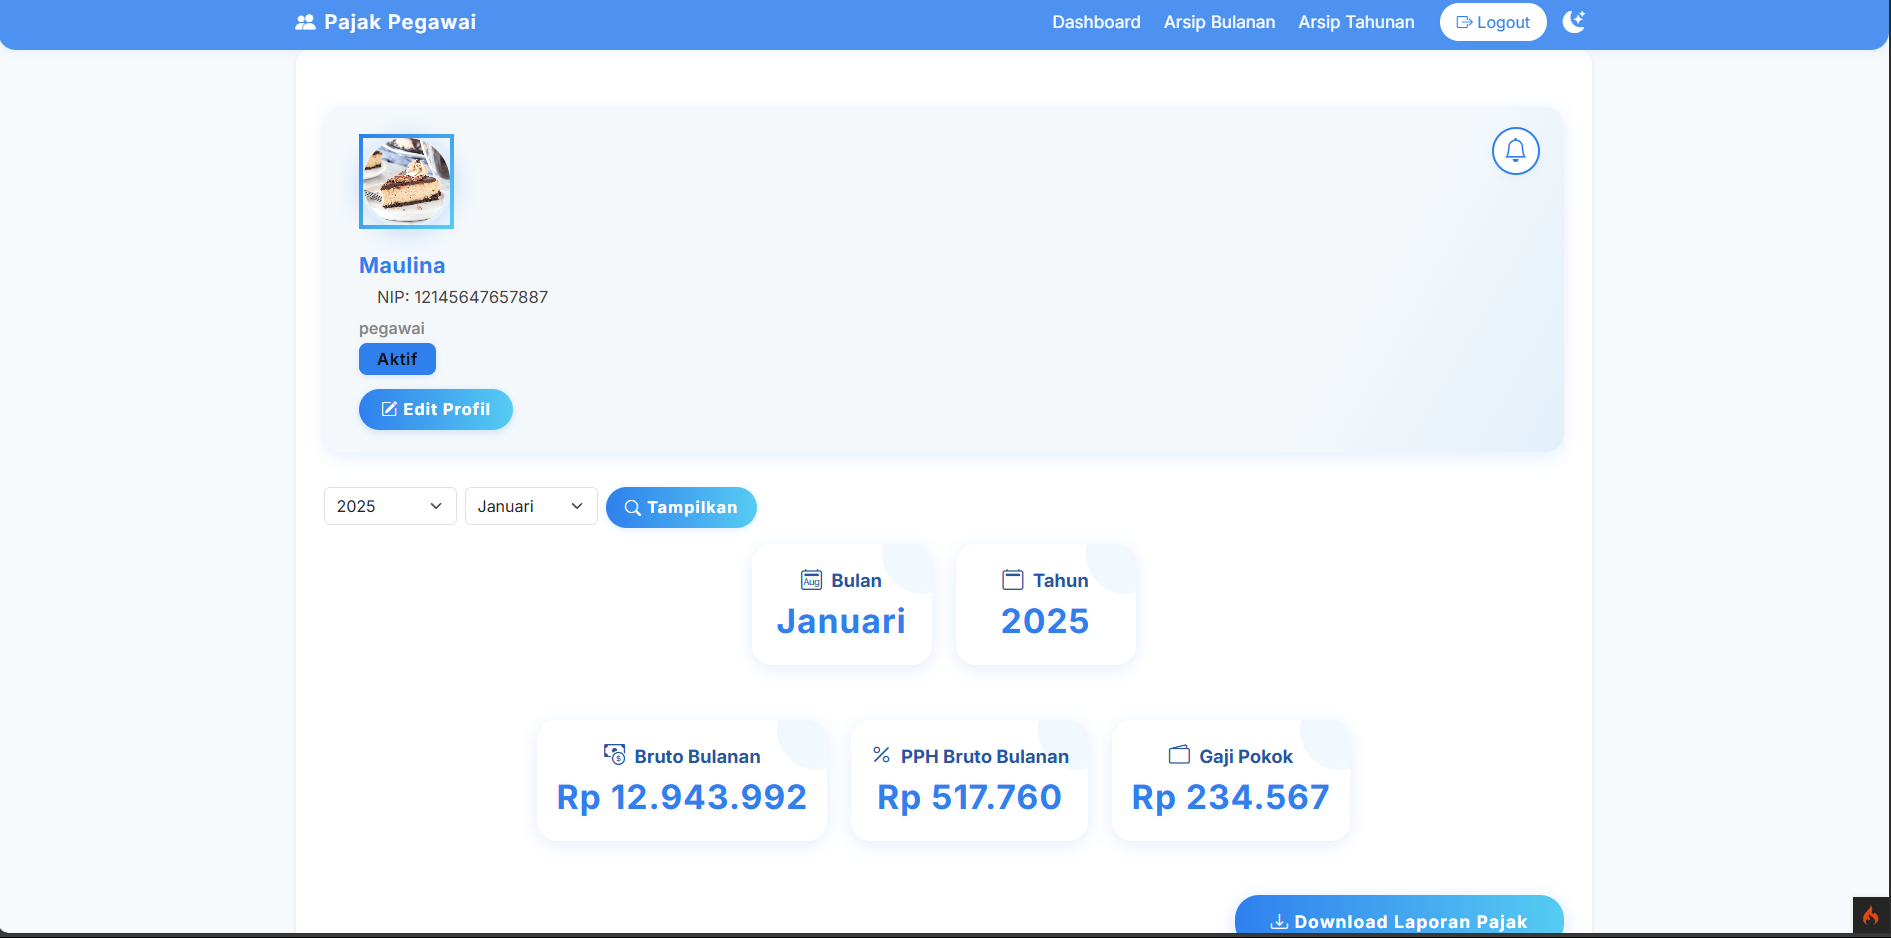 Pajak Pegawai
Dashboard
Arsip Bulanan
Arsip Tahunan
Logout
Maulina
NIP: 12145647657887
pegawai
Aktif
Edit Profil
2025
Januari
Tampilkan
Aug
Bulan
Januari
Tahun
2025
Bruto Bulanan
Rp 12.943.992
PPH Bruto Bulanan
Rp 517.760
Gaji Pokok
Rp 234.567
Download Laporan Pajak